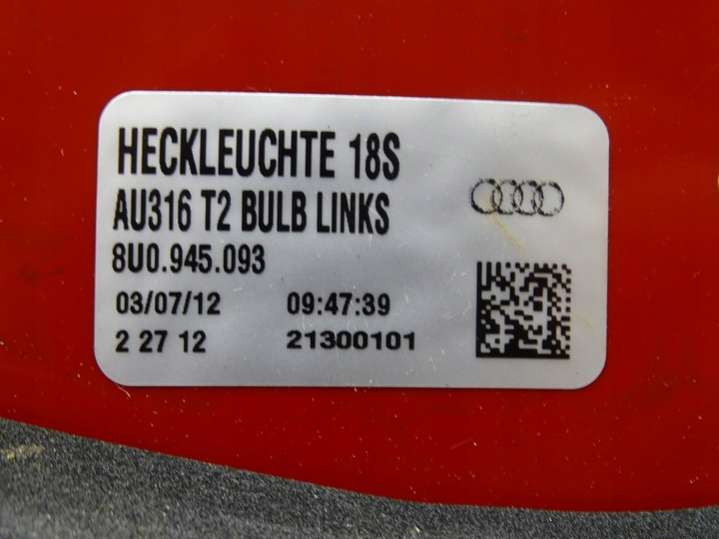 HECKLEUCHTE 18S
AU316 T2 BULB LINKS
8U0.945.093
03/07/12 09:47:39
2 27 12 21300101